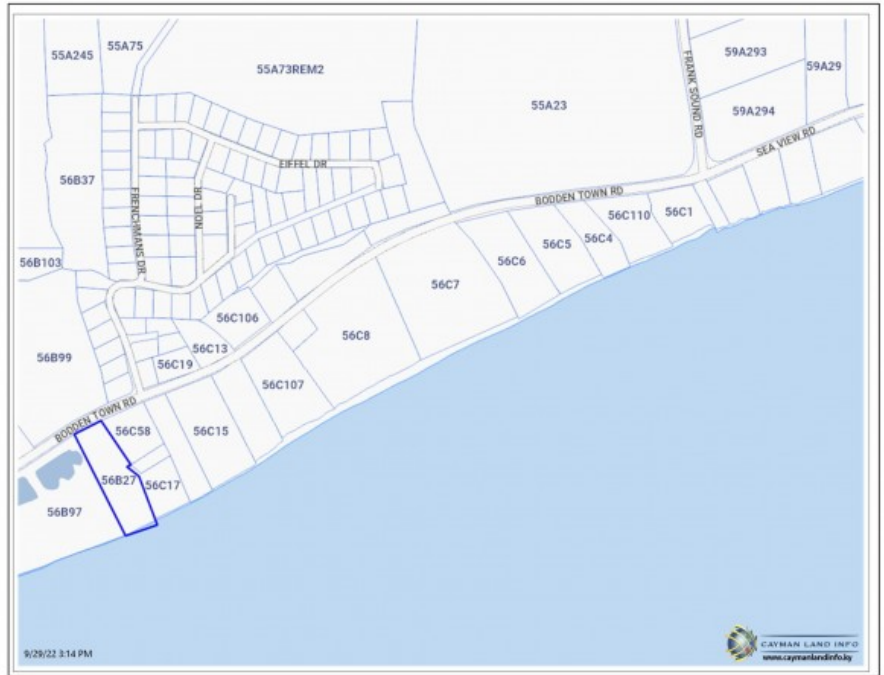 55A245
55A75
55A73REM2
55A23
FRANK SOUND RD
59A293
59A29
59A294
SEA VIEW RD
EIFFEL DR
BODDEN TOWN RD
56B37
FRENCHMANS DR
NOEL DR
56C110
56C1
56C4
56C5
56C6
56B103
56C7
56C106
56C8
56C13
56C19
56B99
56C107
BODDEN TOWN RD
56C58
56C15
56B27
56C17
56B97
9/29/22 3:14 PM
CAYMAN LAND INFO
www.caymanlandinfo.ky